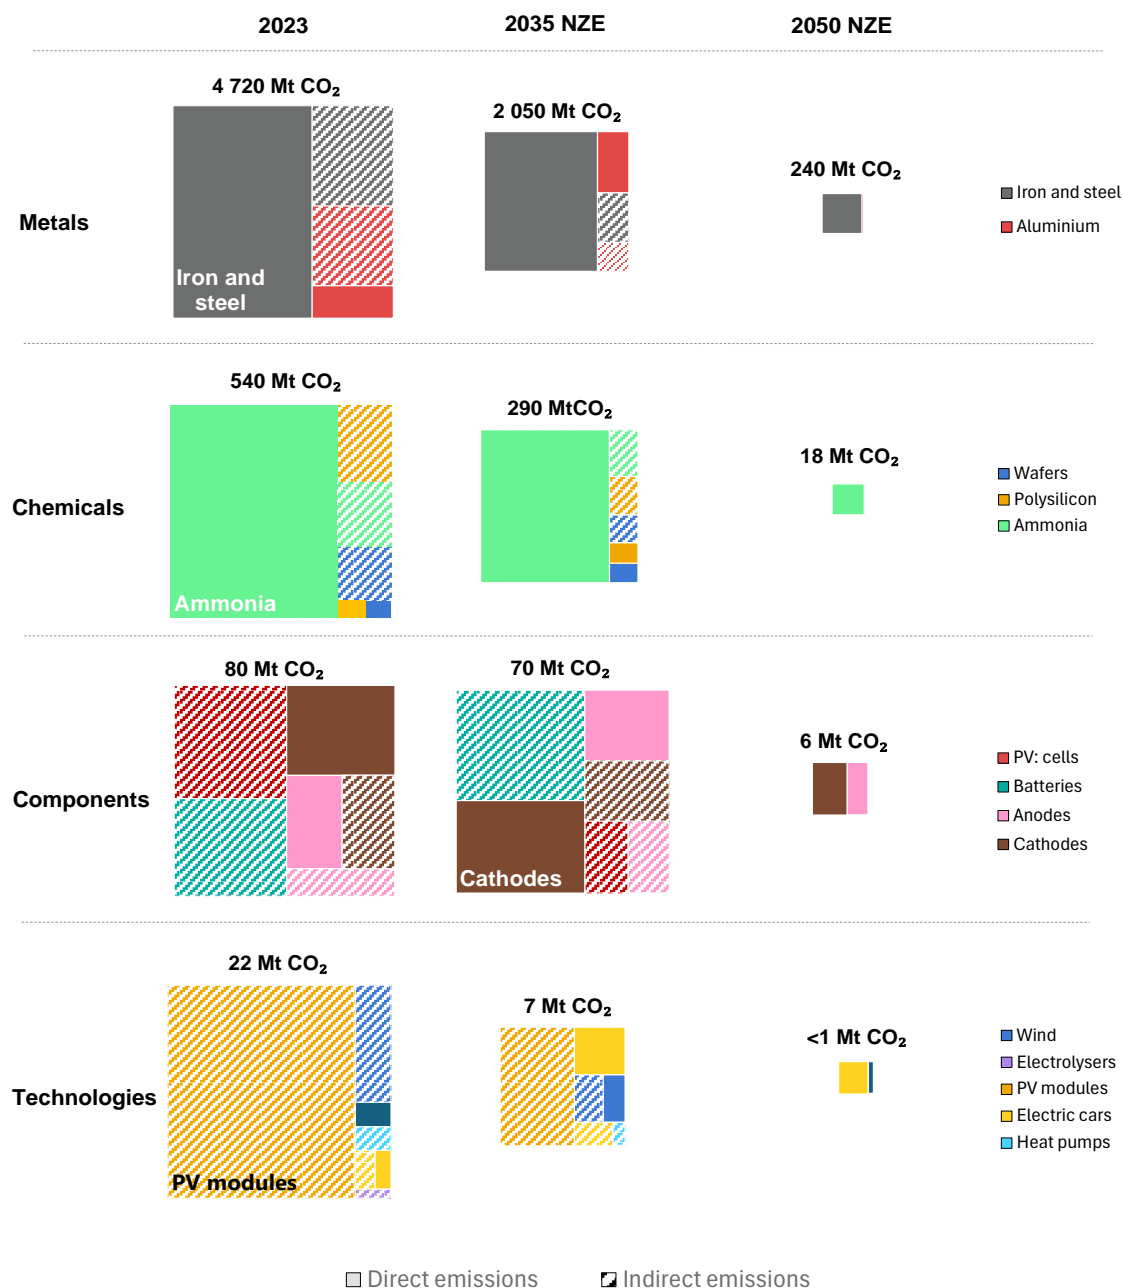 2023
2035 NZE
2050 NZE
4 720 Mt CO₂
2 050 Mt CO₂
240 Mt CO₂
Metals
Iron and
steel
Iron and steel
Aluminium
540 Mt CO₂
290 MtCO₂
18 Mt CO₂
Chemicals
Ammonia
Wafers
Polysilicon
Ammonia
80 Mt CO₂
70 Mt CO₂
6 Mt CO₂
Components
Cathodes
PV: cells
Batteries
Anodes
Cathodes
22 Mt CO₂
7 Mt CO₂
<1 Mt CO₂
Technologies
PV modules
Wind
Electrolysers
PV modules
Electric cars
Heat pumps
Direct emissions
Indirect emissions